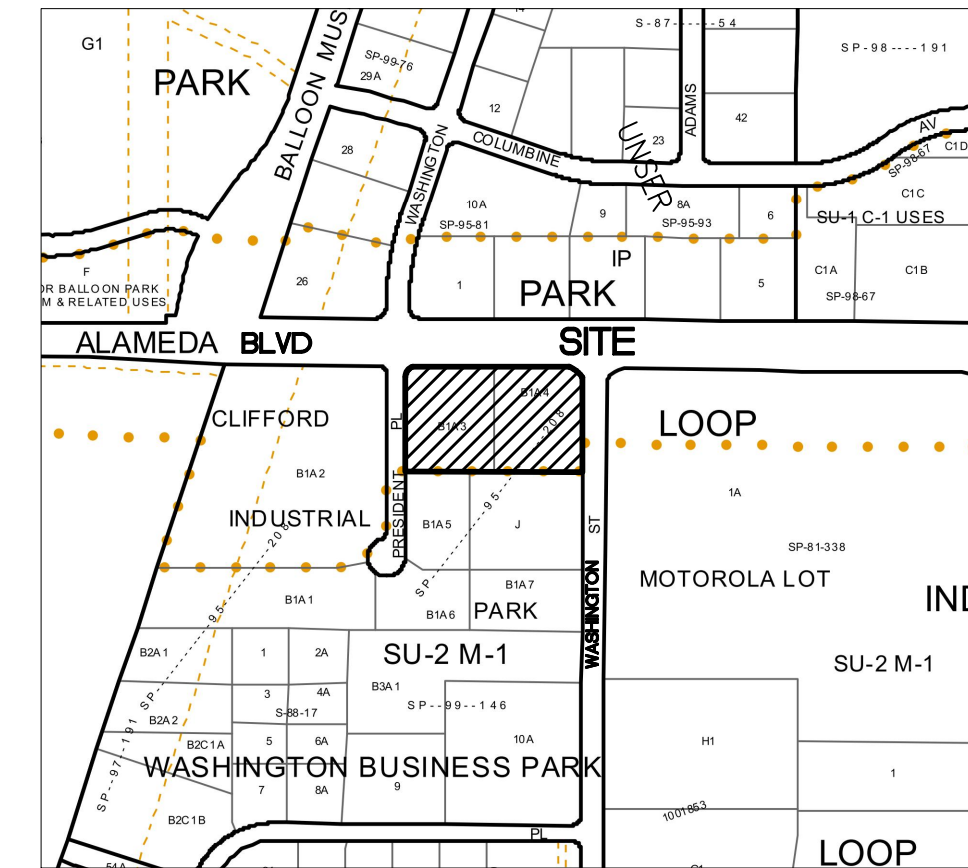 S-87------54
G1
BALLOON MUS
SP-98----191
SP-99-76
29A
PARK
12
ADAMS
42
AV
28
WASHINGTON
COLUMBINE
UNSER
23
SP-98-67
C1D
C1C
10A
9
8A
6
SU-1 C-1 USES
SP-95-81
SP-95-93
F
IP
C1A
C1B
OR BALLOON PARK
M & RELATED USES
26
1
PARK
5
SP-98-67
ALAMEDA BLVD
SITE
B1A4
CLIFFORD
PL
B1A3
--208
LOOP
B1A2
1A
INDUSTRIAL
PRESIDENT
B1A5
J
ST
SP-81-338
SP----95--
MOTOROLA LOT
SP----95----208
B1A1
B1A7
IND
B1A6
PARK
WASHINGTON
B2A1
1
2A
SU-2 M-1
SU-2 M-1
3
4A
B3A1
B2A2
S-88-17
SP--99--146
B2C1A
5
6A
10A
H1
SP--97--191
WASHINGTON BUSINESS PARK
1
7
8A
9
B2C1B
1001853
PL
LOOP
54A